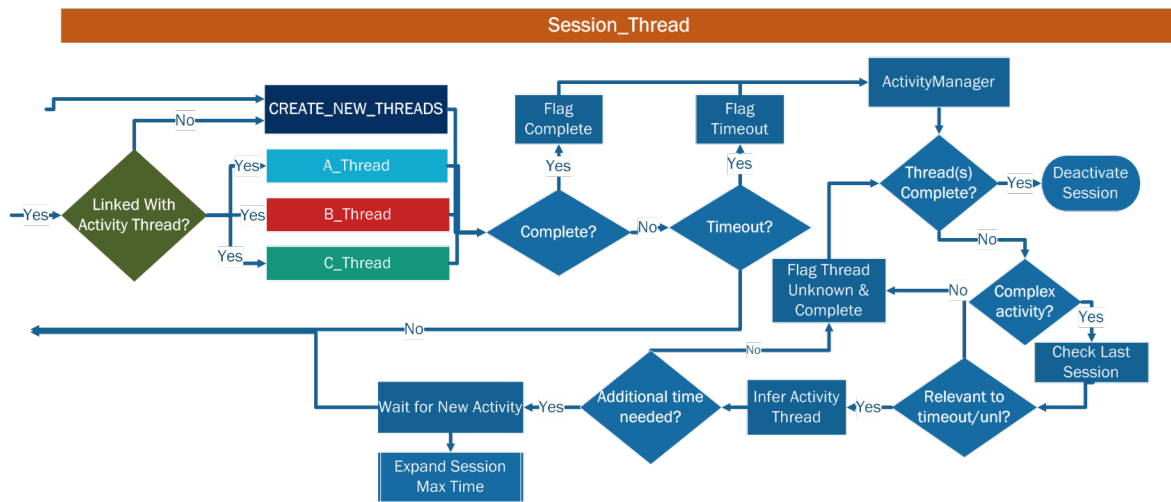 Session_Thread
CREATE_NEW_THREADS
No
Flag
Complete
Flag
Timeout
ActivityManager
Yes
A_Thread
Yes
Yes
Thread(s)
Complete?
Yes
Deactivate
Session
Yes
Linked With
Activity Thread?
Yes
B_Thread
Complete?
No
Timeout?
Yes
C_Thread
No
Flag Thread
Unknown &
Complete
No
Complex
activity?
Yes
No
No
Check Last
Session
Wait for New Activity
Yes
Additional time
needed?
Infer Activity
Thread
Yes
Relevant to
timeout/unl?
Expand Session
Max Time